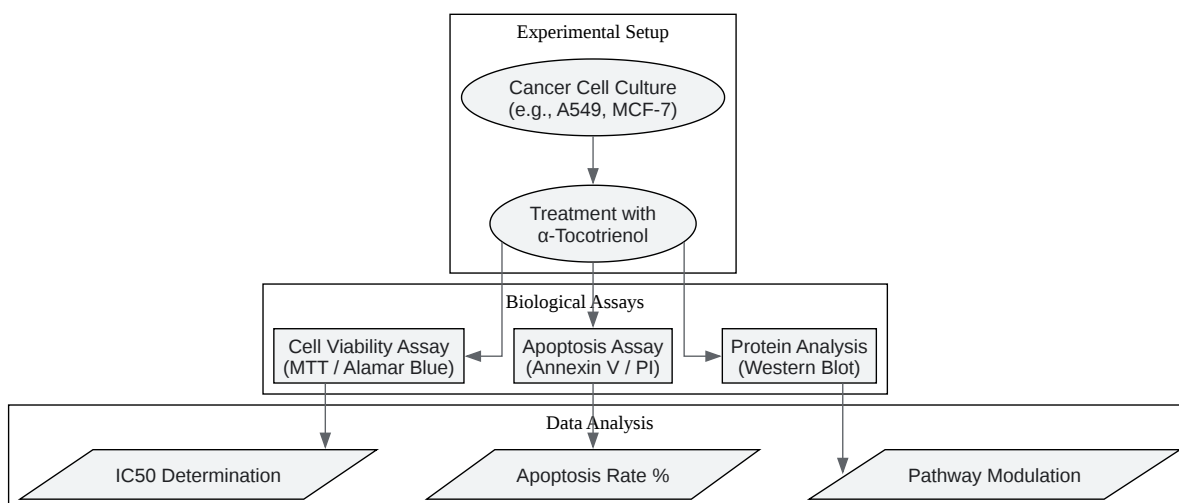 Experimental Setup
Cancer Cell Culture
(e.g., A549, MCF-7)
Treatment with
α-Tocotrienol
Biological Assays
Cell Viability Assay
(MTT / Alamar Blue)
Apoptosis Assay
(Annexin V / PI)
Protein Analysis
(Western Blot)
Data Analysis
IC50 Determination
Apoptosis Rate %
Pathway Modulation